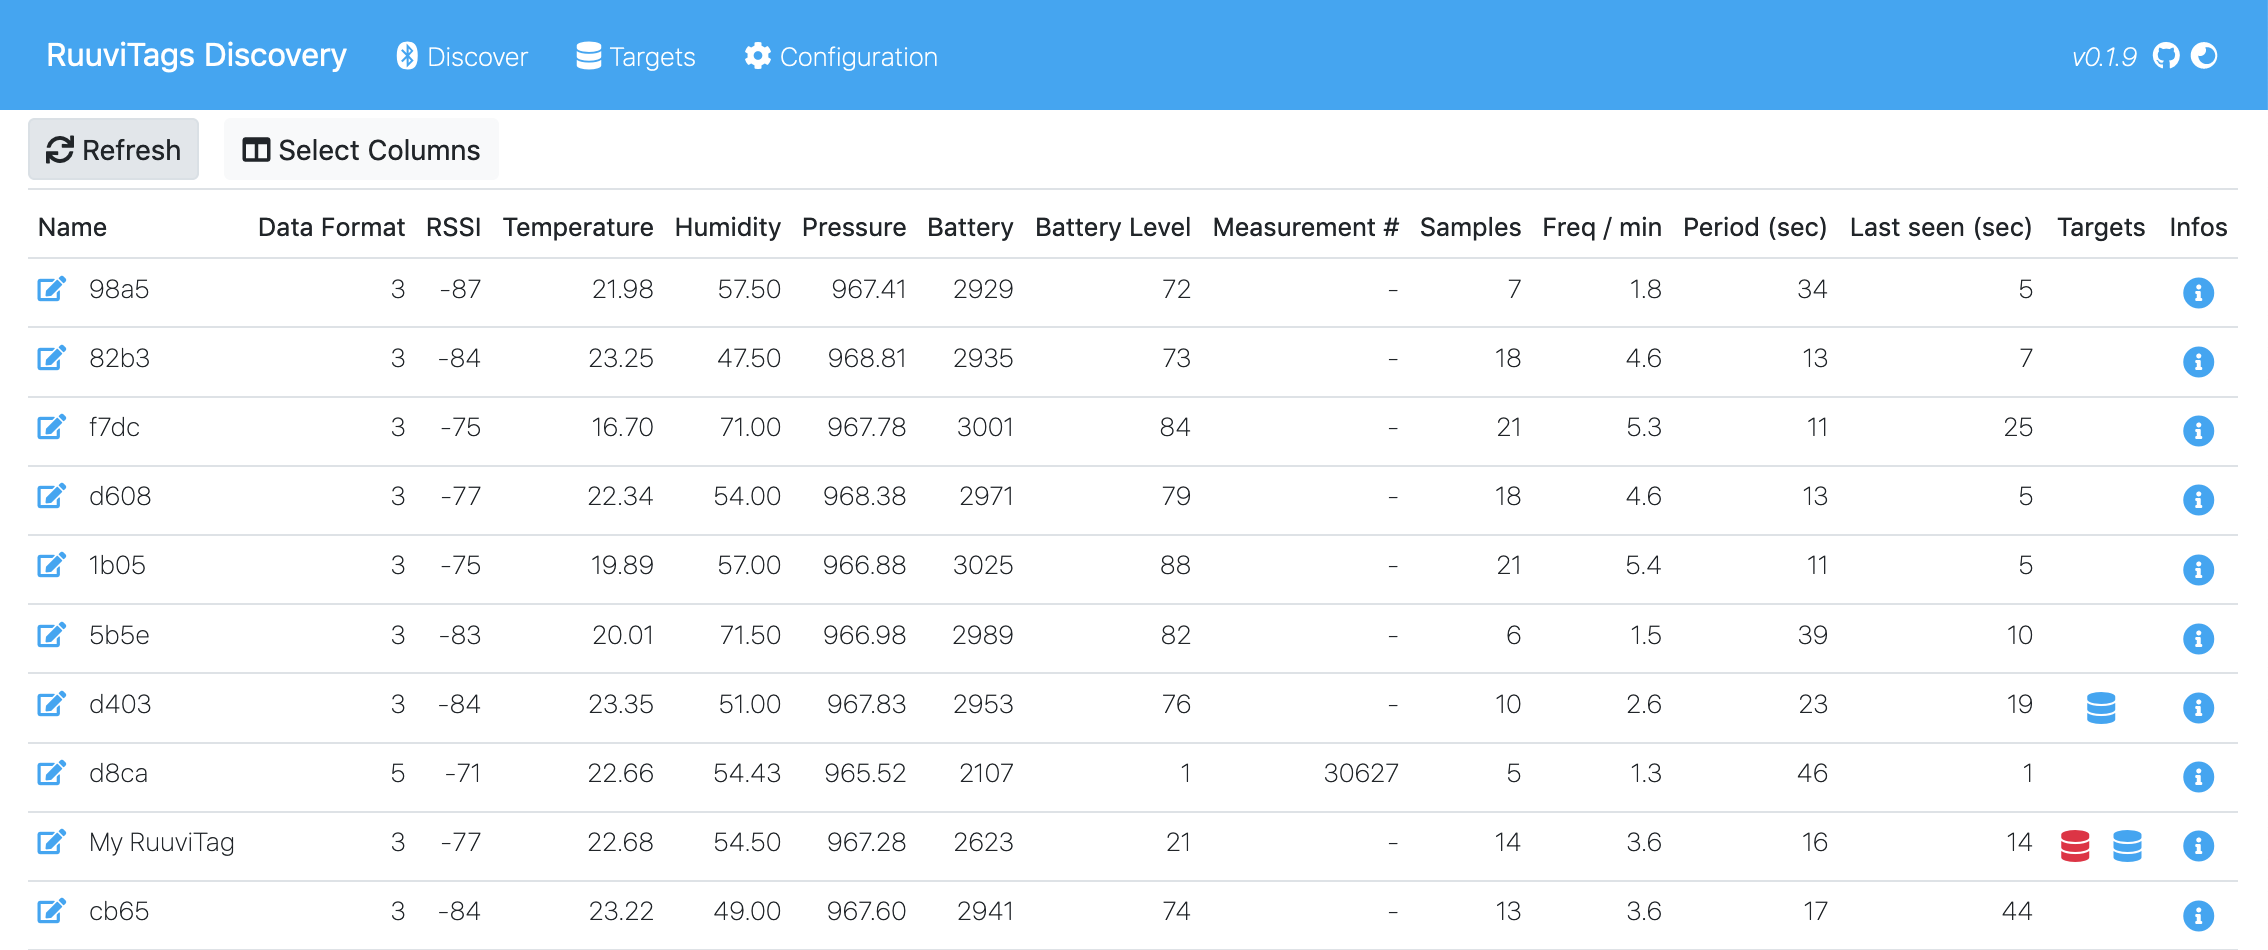 RuuviTags Discovery Discover Targets Configuration v0.1.9
Refresh Select Columns
Name Data Format RSSI Temperature Humidity Pressure Battery Battery Level Measurement # Samples Freq / min Period (sec) Last seen (sec) Targets Infos
98a5 3 -87 21.98 57.50 967.41 2929 72 - 7 1.8 34 5
82b3 3 -84 23.25 47.50 968.81 2935 73 - 18 4.6 13 7
f7dc 3 -75 16.70 71.00 967.78 3001 84 - 21 5.3 11 25
d608 3 -77 22.34 54.00 968.38 2971 79 - 18 4.6 13 5
1b05 3 -75 19.89 57.00 966.88 3025 88 - 21 5.4 11 5
5b5e 3 -83 20.01 71.50 966.98 2989 82 - 6 1.5 39 10
d403 3 -84 23.35 51.00 967.83 2953 76 - 10 2.6 23 19
d8ca 5 -71 22.66 54.43 965.52 2107 1 30627 5 1.3 46 1
My RuuviTag 3 -77 22.68 54.50 967.28 2623 21 - 14 3.6 16 14
cb65 3 -84 23.22 49.00 967.60 2941 74 - 13 3.6 17 44